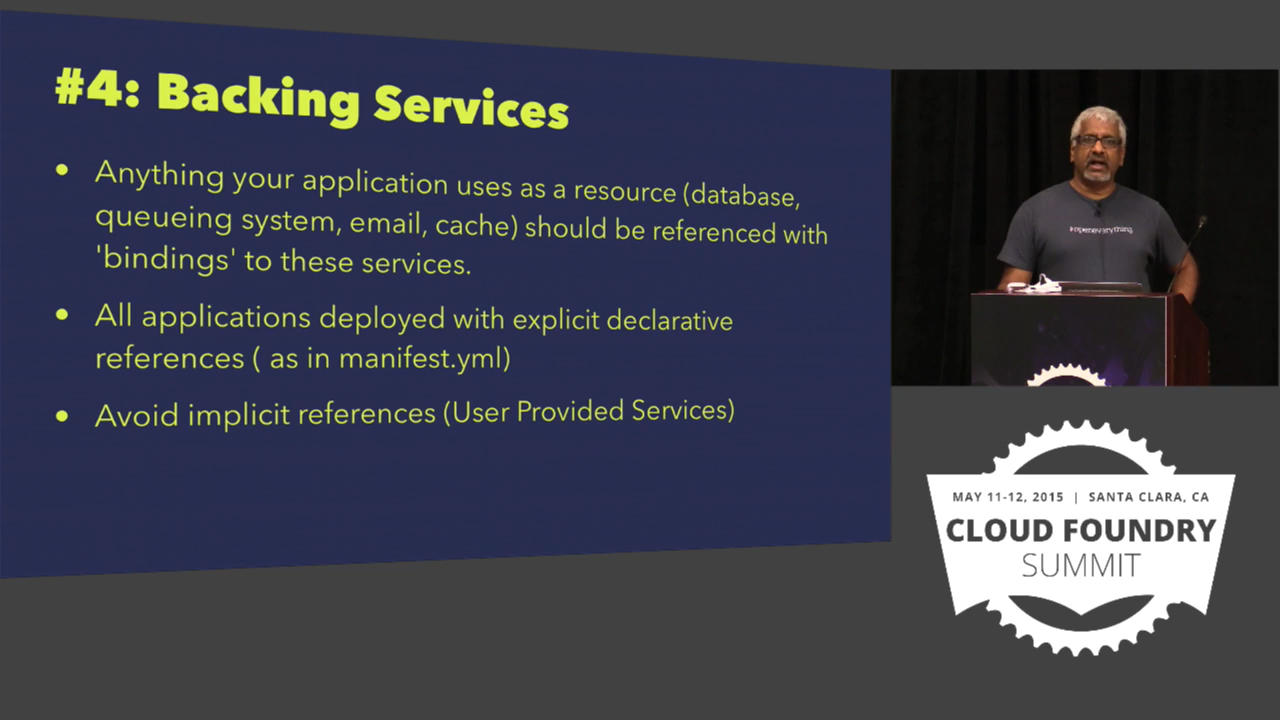 #4: Backing Services
• Anything your application uses as a resource (database,
queueing system, email, cache) should be referenced with
'bindings' to these services.
• All applications deployed with explicit declarative
references ( as in manifest.yml)
• Avoid implicit references (User Provided Services)
#openeverything
MAY 11-12, 2015 | SANTA CLARA, CA
CLOUD FOUNDRY
SUMMIT